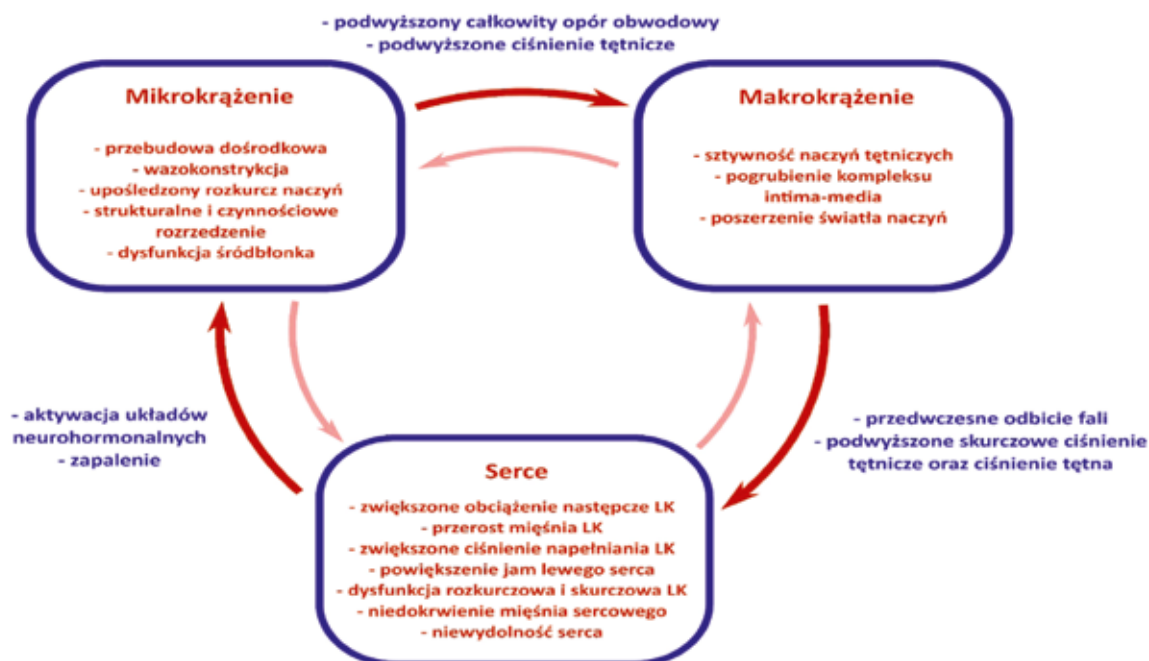 - podwyższony całkowity opór obwodowy
- podwyższone ciśnienie tętnicze
Mikrokrążenie
- przebudowa dośrodkowa
- wazokonstrykcja
- upośledzony rozkurcz naczyń
- strukturalne i czynnościowe
rozrzedzenie
- dysfunkcja śródbłonka
Makrokrążenie
- sztywność naczyń tętniczych
- pogrubienie kompleksu
intima-media
- poszerzenie światła naczyń
- aktywacja układów
neurohormonalnych
- zapalenie
- przedwczesne odbicie fali
- podwyższone skurczowe ciśnienie
tętnicze oraz ciśnienie tętna
Serce
- zwiększone obciążenie następcze LK
- przerost mięśnia LK
- zwiększone ciśnienie napełniania LK
- powiększenie jam lewego serca
- dysfunkcja rozkurczowa i skurczowa LK
- niedokrwienie mięśnia sercowego
- niewydolność serca